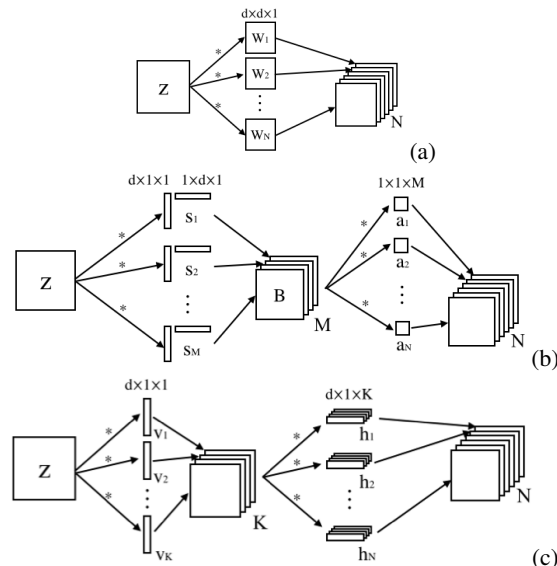 d×d×1
* W1
Z * W2
⋮
* WN
N
(a)
d×1×1 1×d×1 1×1×M
* S1 * a1
Z * S2 B * a2
⋮ ⋮
* SM M * aN N
(b)
d×1×1 d×1×K
* v1 * h1
Z * v2 * h2
⋮ ⋮
* vK K * hN N
(c)